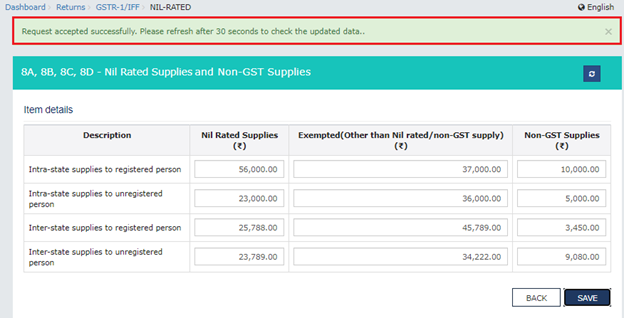 Dashboard › Returns › GSTR-1/IFF › NIL-RATED English
Request accepted successfully. Please refresh after 30 seconds to check the updated data.. ×
8A, 8B, 8C, 8D - Nil Rated Supplies and Non-GST Supplies
Item details
Description Nil Rated Supplies (₹) Exempted(Other than Nil rated/non-GST supply) (₹) Non-GST Supplies (₹)
Intra-state supplies to registered person 56,000.00 37,000.00 10,000.00
Intra-state supplies to unregistered person 23,000.00 36,000.00 5,000.00
Inter-state supplies to registered person 25,788.00 45,789.00 3,450.00
Inter-state supplies to unregistered person 23,789.00 34,222.00 9,080.00
BACK SAVE